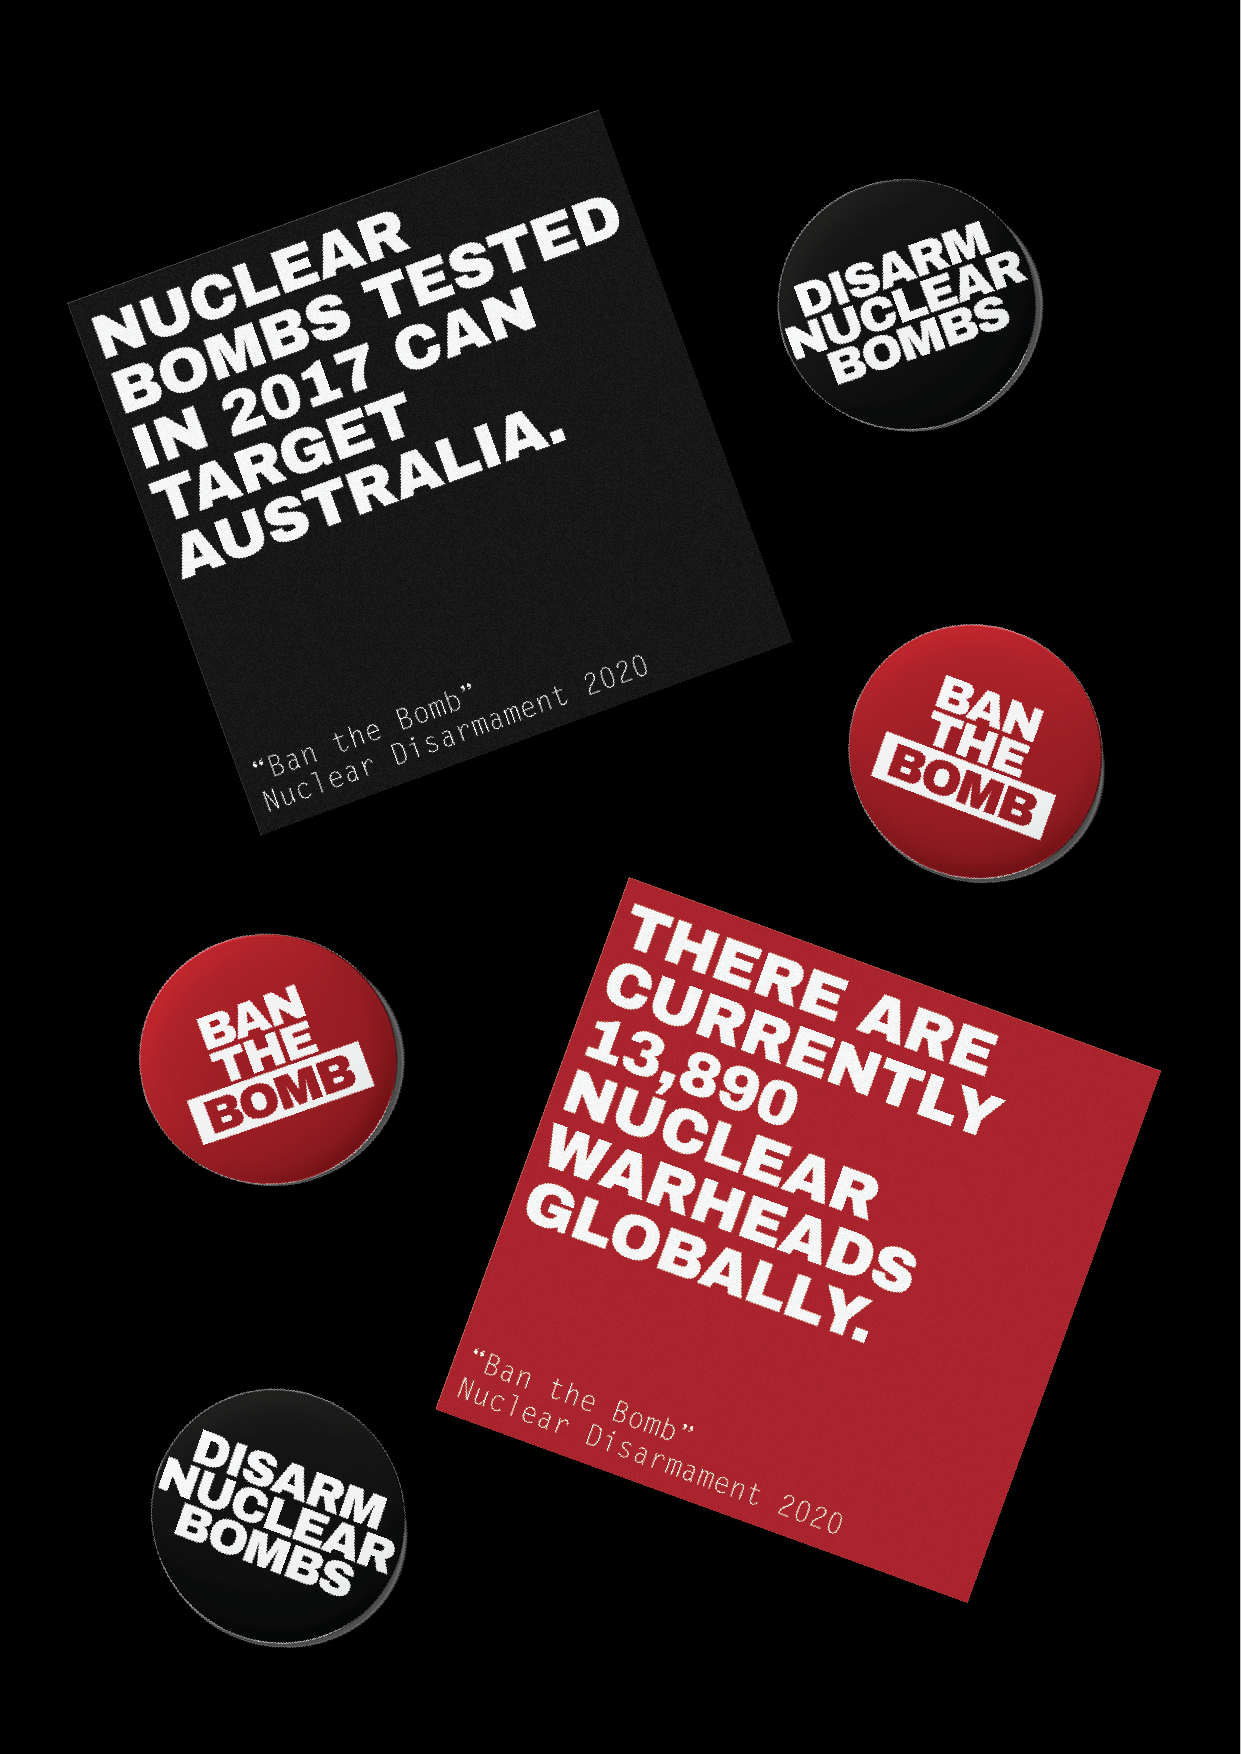 NUCLEAR
BOMBS TESTED
IN 2017 CAN
TARGET
AUSTRALIA.
“Ban the Bomb”
Nuclear Disarmament 2020
DISARM
NUCLEAR
BOMBS
BAN
THE
BOMB
BAN
THE
BOMB
THERE ARE
CURRENTLY
13,890
NUCLEAR
WARHEADS
GLOBALLY.
“Ban the Bomb”
Nuclear Disarmament 2020
DISARM
NUCLEAR
BOMBS